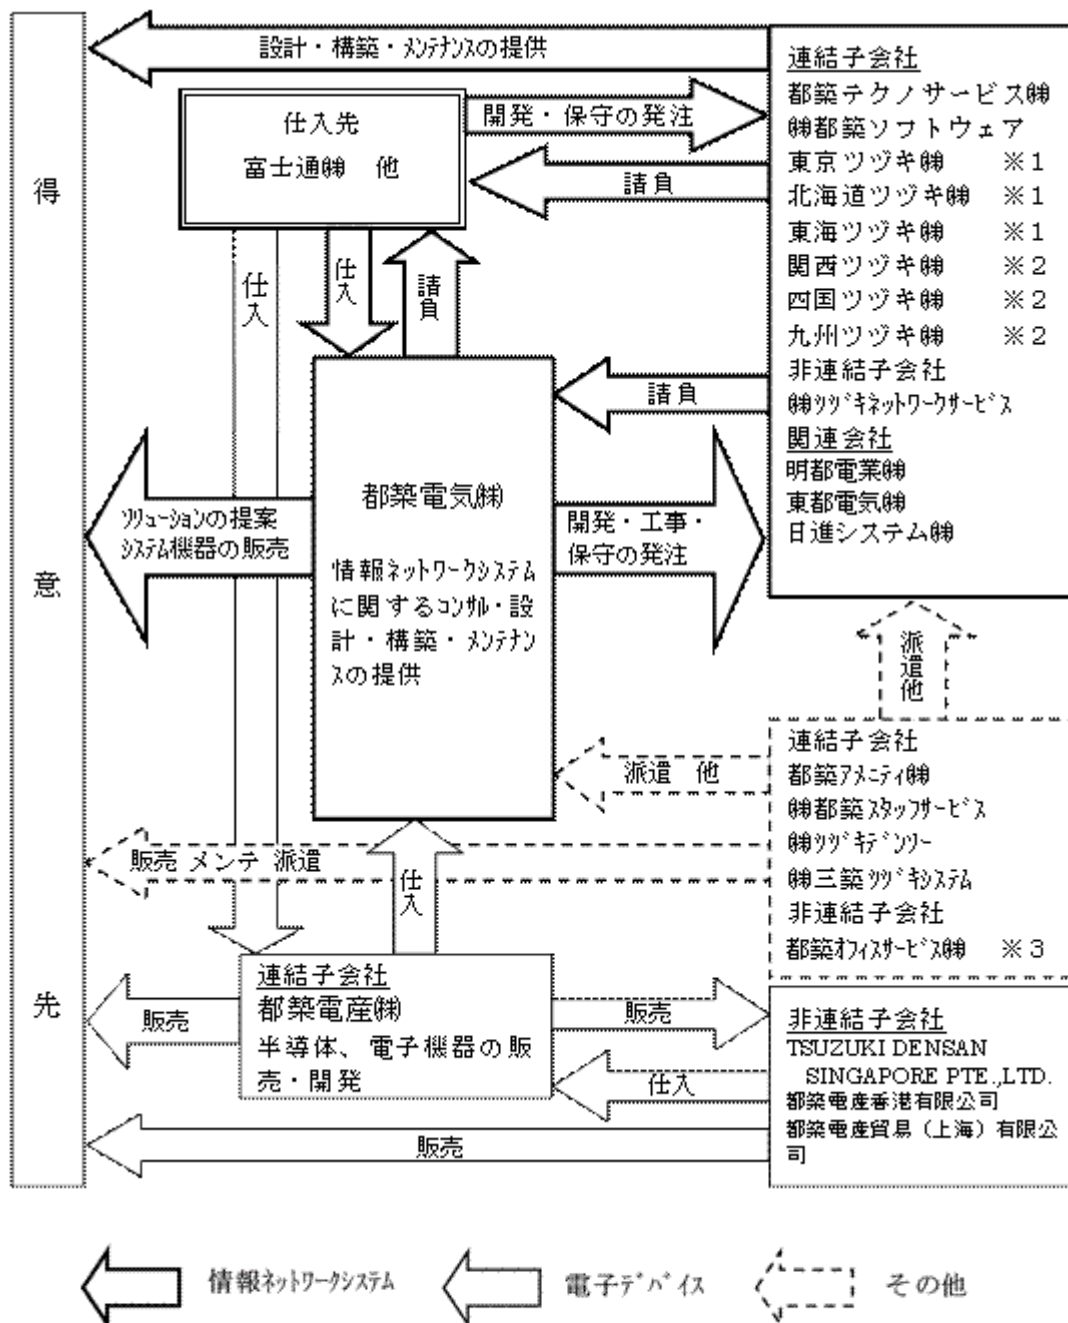 設計・構築・ﾒﾝﾃﾅﾝｽの提供
仕入先
富士通㈱　他
開発・保守の発注
請負
連結子会社
都築テクノサービス㈱
㈱都築ソフトウェア
東京ツヅキ㈱　※１
北海道ツヅキ㈱　※１
東海ツヅキ㈱　※１
関西ツヅキ㈱　※２
四国ツヅキ㈱　※２
九州ツヅキ㈱　※２
非連結子会社
㈱ﾂﾂﾞｷﾈｯﾄﾜｰｸｻｰﾋﾞｽ
関連会社
明都電業㈱
東都電気㈱
日進システム㈱
得
意
先
仕入
仕入
請負
請負
ｿﾘｭｰｼｮﾝの提案
ｼｽﾃﾑ機器の販売
都築電気㈱
情報ﾈｯﾄﾜｰｸｼｽﾃﾑ
に関するｺﾝｻﾙ・設
計・構築・ﾒﾝﾃﾅﾝ
ｽの提供
開発・工事・
保守の発注
派遣他
派遣　他
連結子会社
都築ｱﾒﾆﾃｨ㈱
㈱都築ｽﾀｯﾌｻｰﾋﾞｽ
㈱ﾂﾂﾞｷﾃﾞﾝｿｰ
㈱三築ﾂﾂﾞｷｼｽﾃﾑ
非連結子会社
都築ｵﾌｨｽｻｰﾋﾞｽ㈱　※３
販売 メンテ 派遣
仕入
連結子会社
都築電産㈱
半導体、電子機器の販
売・開発
販売
販売
仕入
販売
非連結子会社
TSUZUKI DENSAN
SINGAPORE PTE.,LTD.
都築電産香港有限公司
都築電産貿易（上海）有限公
司
情報ﾈｯﾄﾜｰｸｼｽﾃﾑ
電子ﾃﾞﾊﾞｲｽ
その他